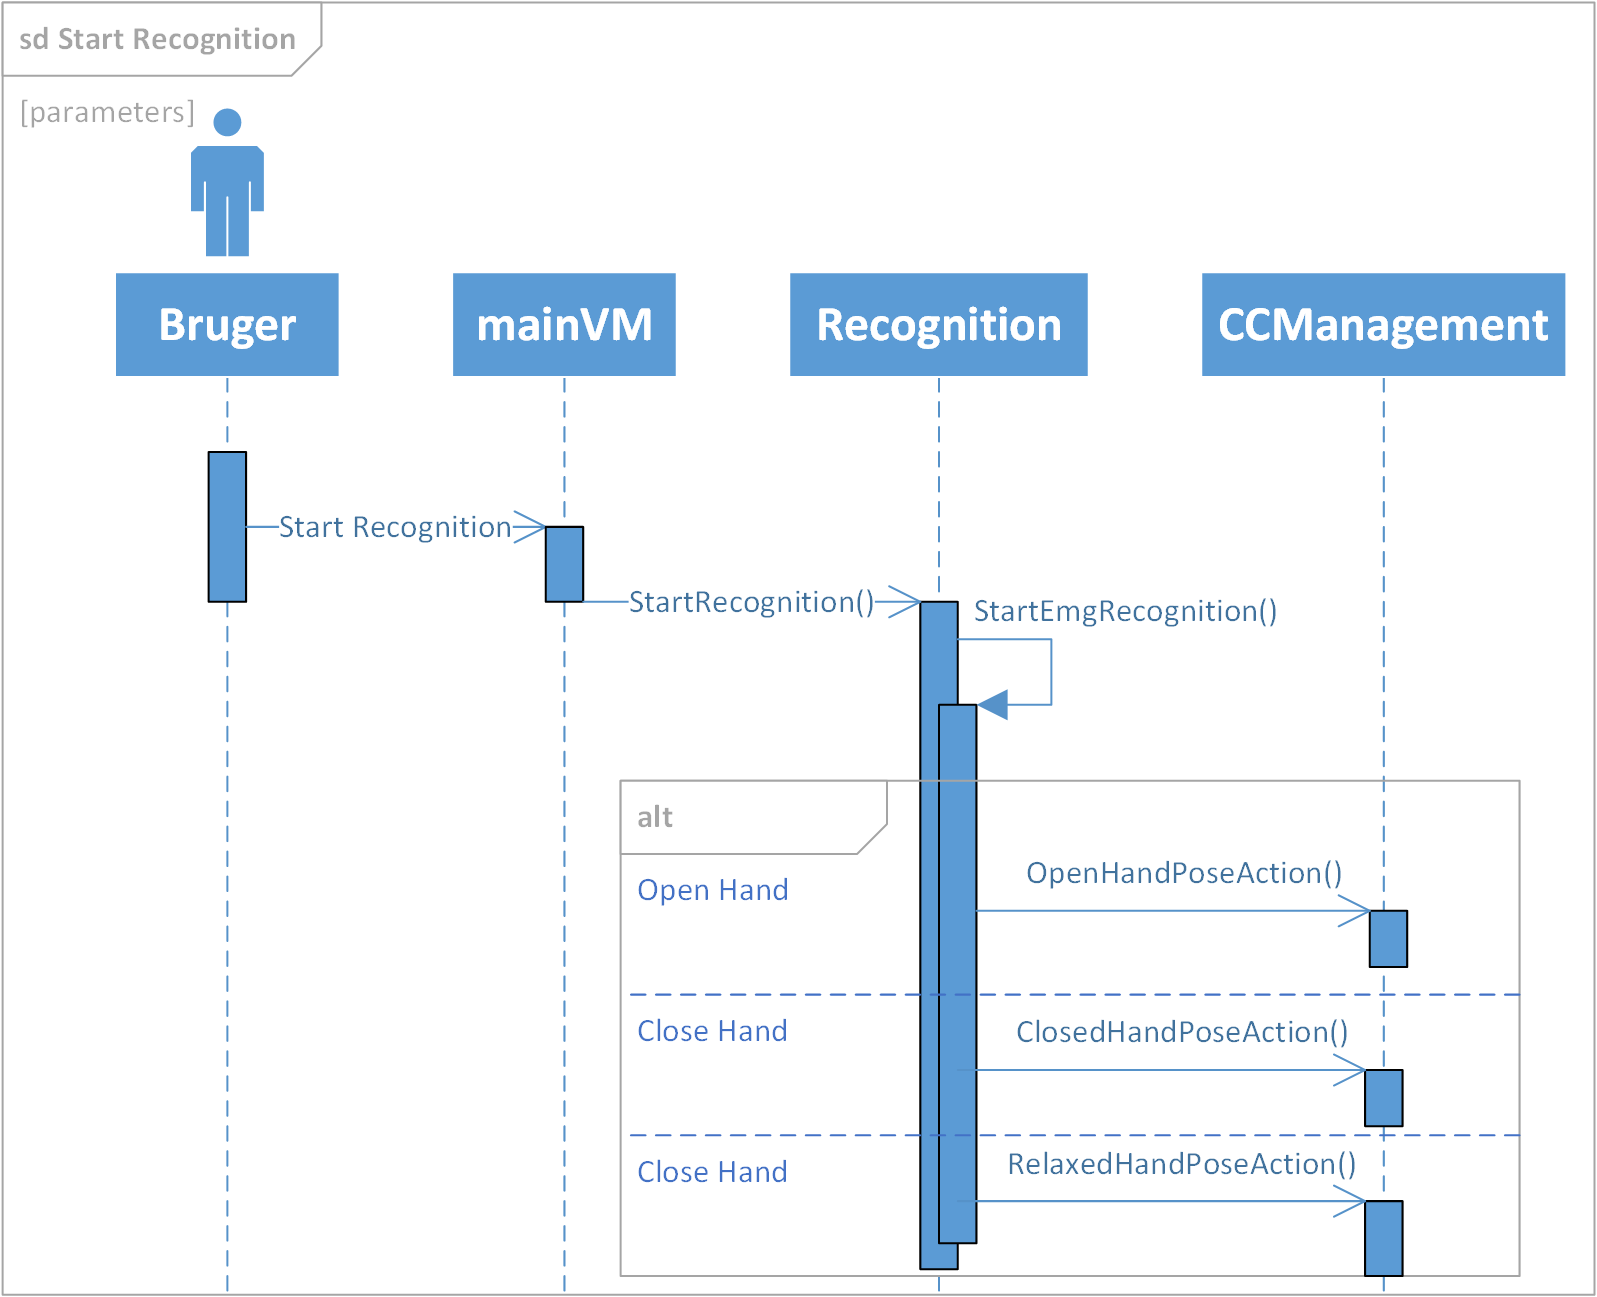 sd Start Recognition
[parameters]
Bruger
mainVM
Recognition
CCManagement
Start Recognition
StartRecognition()
StartEmgRecognition()
alt
Open Hand
OpenHandPoseAction()
Close Hand
ClosedHandPoseAction()
Close Hand
RelaxedHandPoseAction()